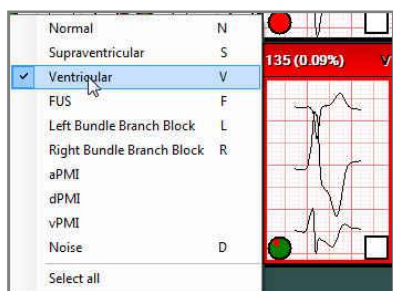 Normal N
Supraventricular S
Ventricular V
FUS F
Left Bundle Branch Block L
Right Bundle Branch Block R
aPMI
dPMI
vPMI
Noise D
Select all
135 (0.09%) V